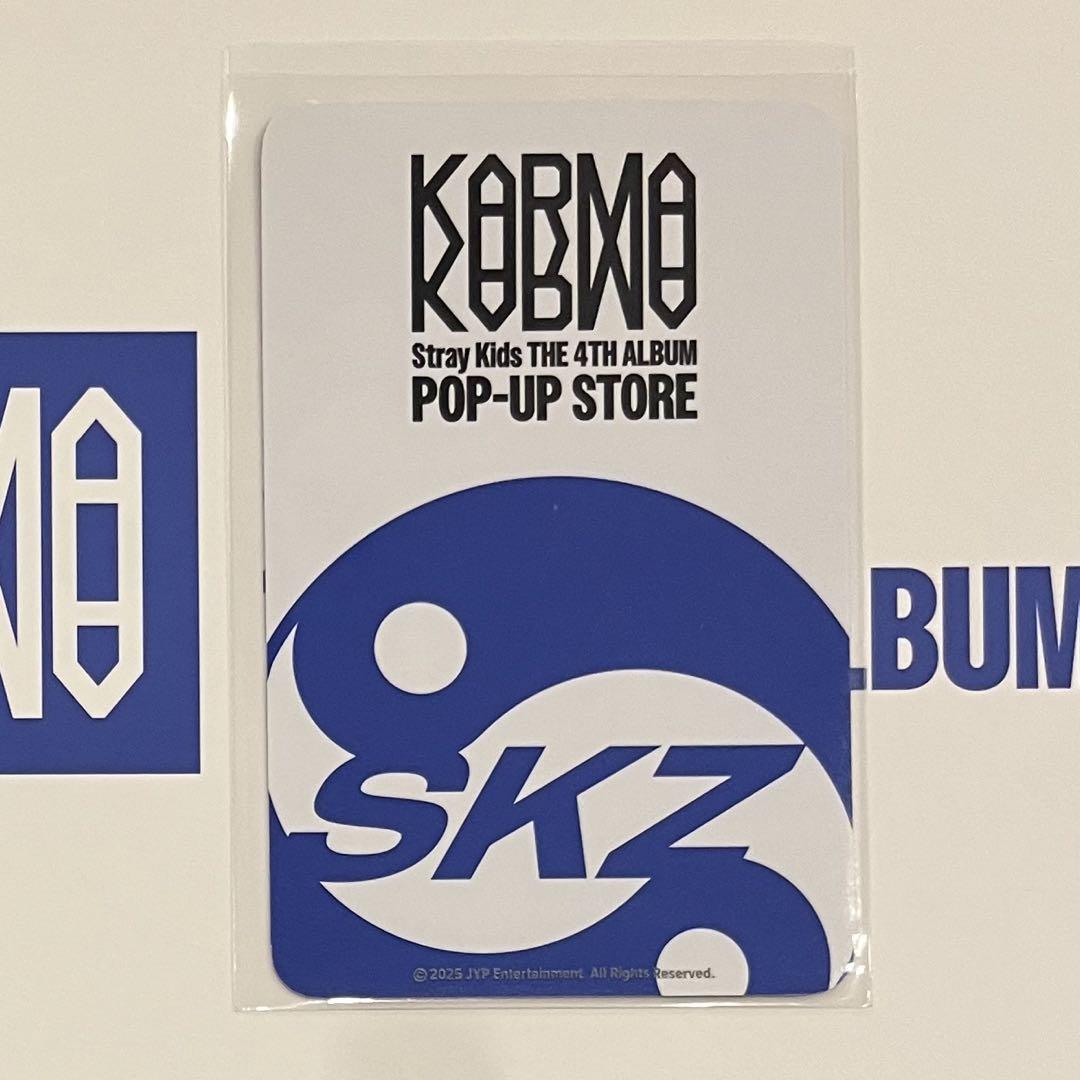 KARMA
Stray Kids THE 4TH ALBUM
POP-UP STORE
LBUM
SKZ
© 2025 JYP Entertainment. All Rights Reserved.